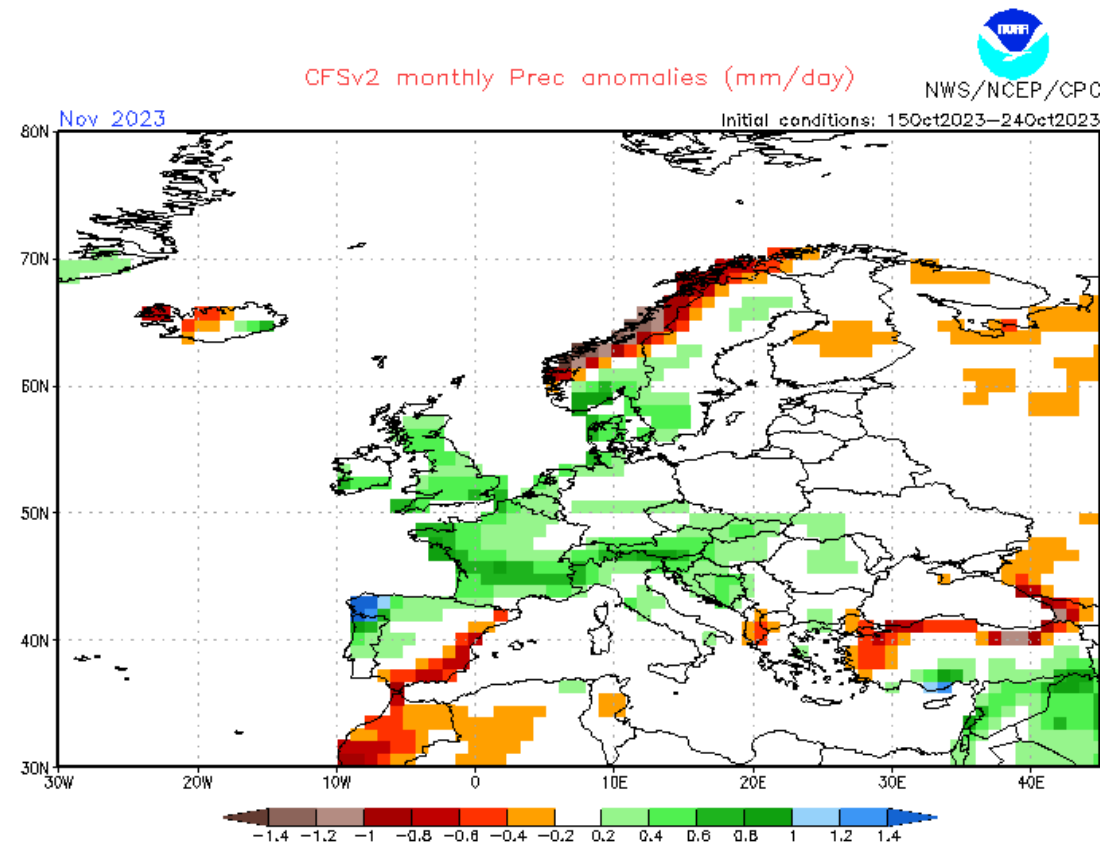 NOAA
CFSv2 monthly Prec anomalies (mm/day)
NWS/NCEP/CPC
Nov 2023
Initial conditions: 15Oct2023–24Oct2023
80N
70N
60N
50N
40N
30N
30W 20W 10W 0 10E 20E 30E 40E
−1.4 −1.2 −1 −0.8 −0.6 −0.4 −0.2 0.2 0.4 0.6 0.8 1 1.2 1.4